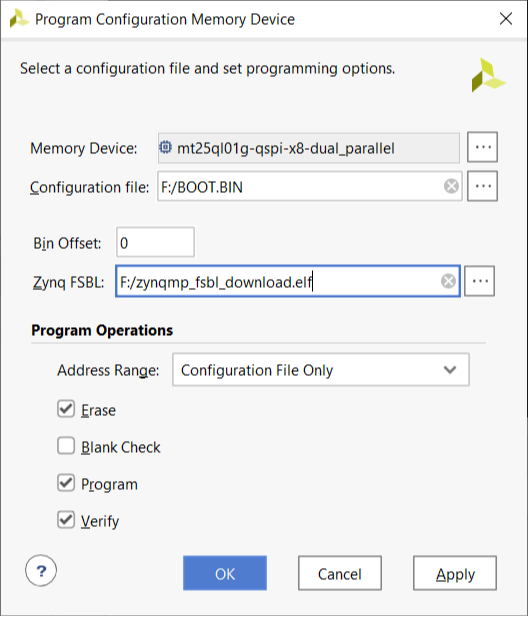 Program Configuration Memory Device
Select a configuration file and set programming options.
Memory Device: mt25ql01g-qspi-x8-dual_parallel ...
Configuration file: F:/BOOT.BIN ...
Bin Offset: 0
Zynq FSBL: F:/zynqmp_fsbl_download.elf ...
Program Operations
Address Range: Configuration File Only
Erase
Blank Check
Program
Verify
? OK Cancel Apply